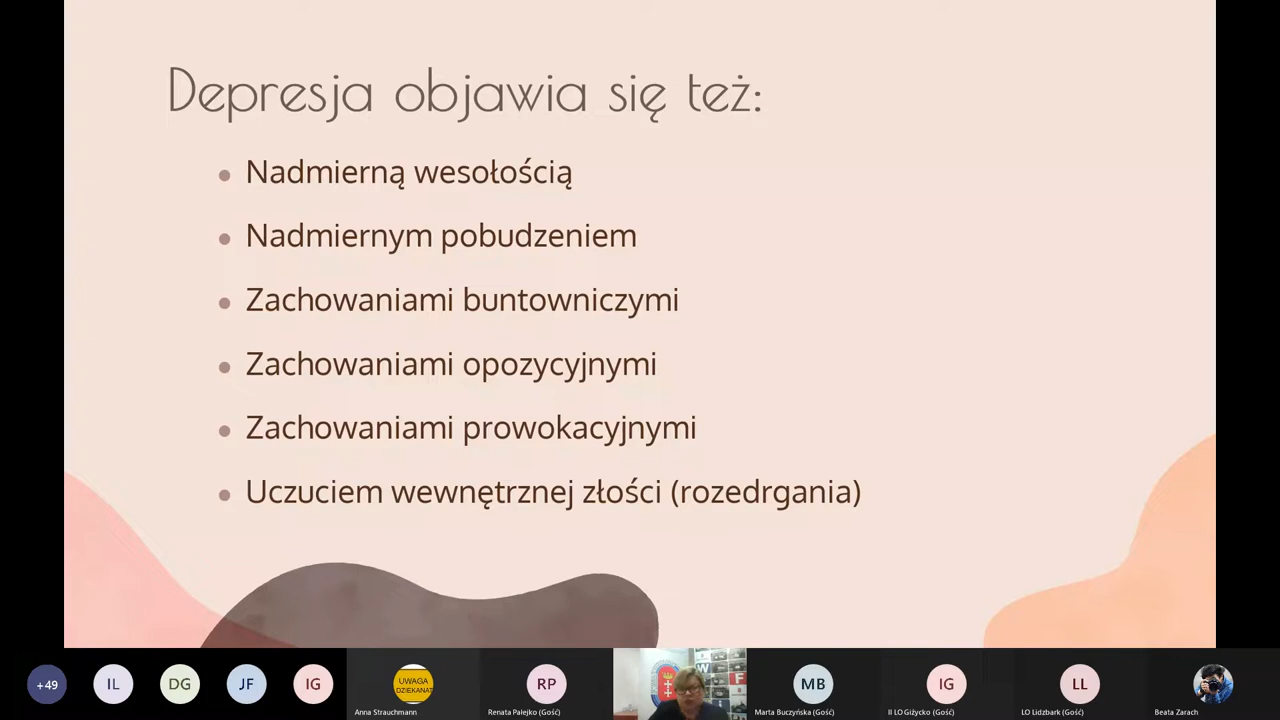 Depresja objawia się też:
Nadmierną wesołością
Nadmiernym pobudzeniem
Zachowaniami buntowniczymi
Zachowaniami opozycyjnymi
Zachowaniami prowokacyjnymi
Uczuciem wewnętrznej złości (rozedrgania)
+49
IL
DG
JF
IG
UWAGA
DZIEKANAT
Anna Strauchmann
RP
Renata Pałejko (Gość)
W
F
MB
Marta Buczyńska (Gość)
IG
II LO Giżycko (Gość)
LL
LO Lidzbark (Gość)
Beata Zarach